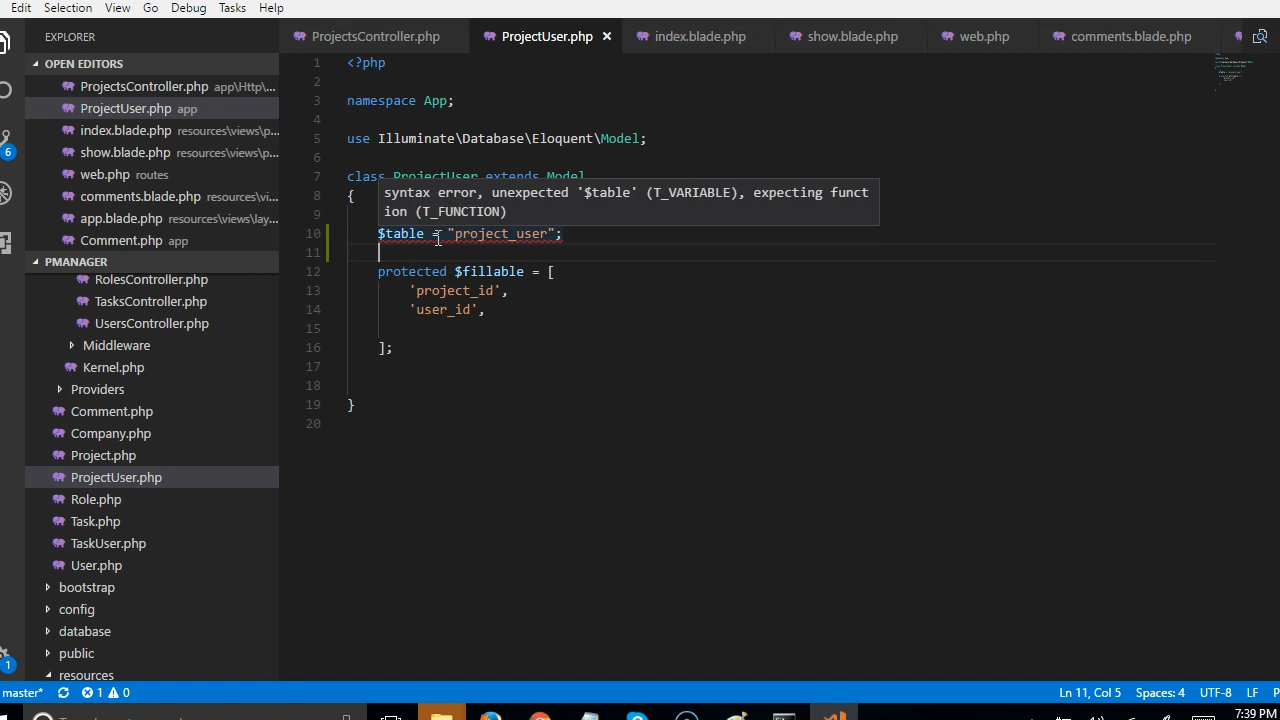 Edit Selection View Go Debug Tasks Help
EXPLORER
OPEN EDITORS
ProjectsController.php app\Http\...
ProjectUser.php app
index.blade.php resources\views\p...
show.blade.php resources\views\p...
web.php routes
comments.blade.php resources\vi...
app.blade.php resources\views\lay...
Comment.php app
PMANAGER
RolesController.php
TasksController.php
UsersController.php
Middleware
Kernel.php
Providers
Comment.php
Company.php
Project.php
ProjectUser.php
Role.php
Task.php
TaskUser.php
User.php
bootstrap
config
database
public
resources
6
1
ProjectsController.php ProjectUser.php index.blade.php show.blade.php web.php comments.blade.php
1 <?php
2
3 namespace App;
4
5 use Illuminate\Database\Eloquent\Model;
6
7 class ProjectUser extends Model
8 {
syntax error, unexpected '$table' (T_VARIABLE), expecting funct
ion (T_FUNCTION)
9
10 $table = "project_user";
11
12 protected $fillable = [
13 'project_id',
14 'user_id',
15
16 ];
17
18
19 }
20
master* 1 0 Ln 11, Col 5 Spaces: 4 UTF-8 LF P
7:39 PM